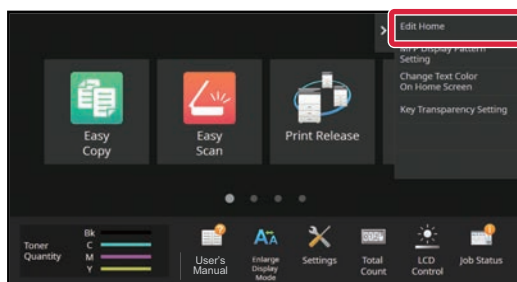 Edit Home
MFP Display Pattern
Setting
Change Text Color
On Home Screen
Key Transparency Setting
Easy
Copy
Easy
Scan
Print Release
Toner
Quantity
Bk
C
M
Y
User's
Manual
Enlarge
Display
Mode
Settings
Total
Count
LCD
Control
Job Status